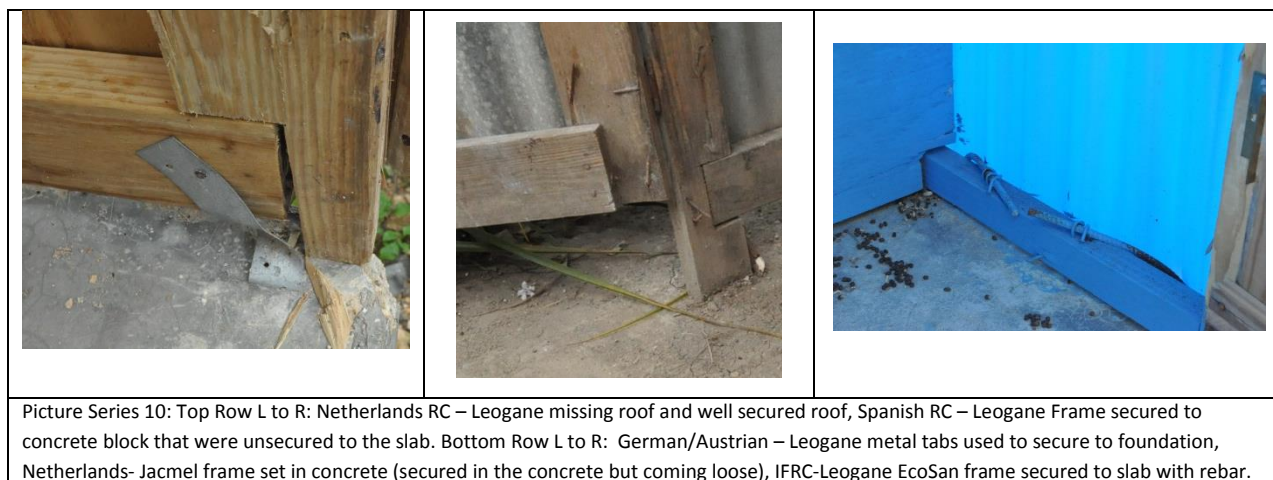 Picture Series 10: Top Row L to R: Netherlands RC – Leogane missing roof and well secured roof, Spanish RC – Leogane Frame secured to
concrete block that were unsecured to the slab. Bottom Row L to R:  German/Austrian – Leogane metal tabs used to secure to foundation,
Netherlands- Jacmel frame set in concrete (secured in the concrete but coming loose), IFRC-Leogane EcoSan frame secured to slab with rebar.